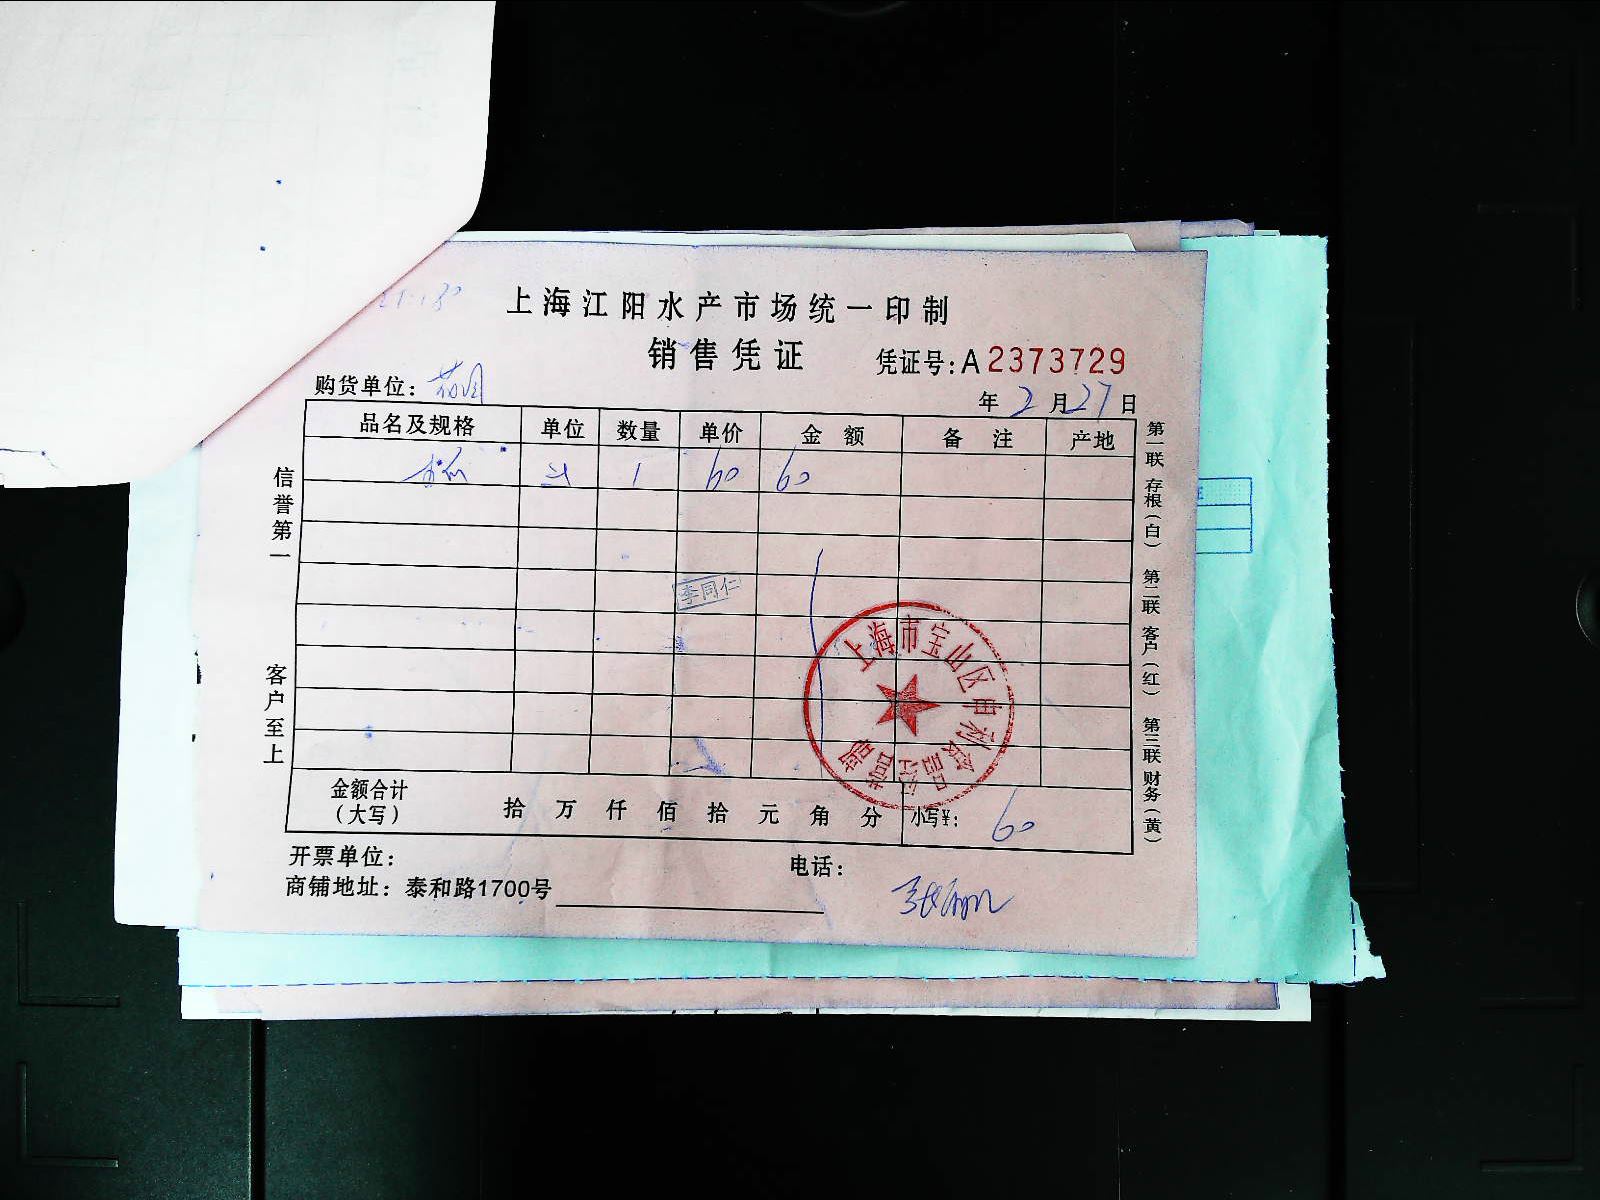 上海江阳水产市场统一印制
销售凭证 凭证号:A 2373729
购货单位:
年 2 月 27 日
品名及规格 单位 数量 单价 金额 备注 产地
1 60 60
李同仁
上海市宝山区申利
金额合计
(大写)
拾 万 仟 佰 拾 元 角 分 小写¥: 60
开票单位: 电话:
商铺地址: 泰和路1700号
信誉第一
客户至上
第一联 存根(白) 第二联 客户(红) 第三联 财务(黄)